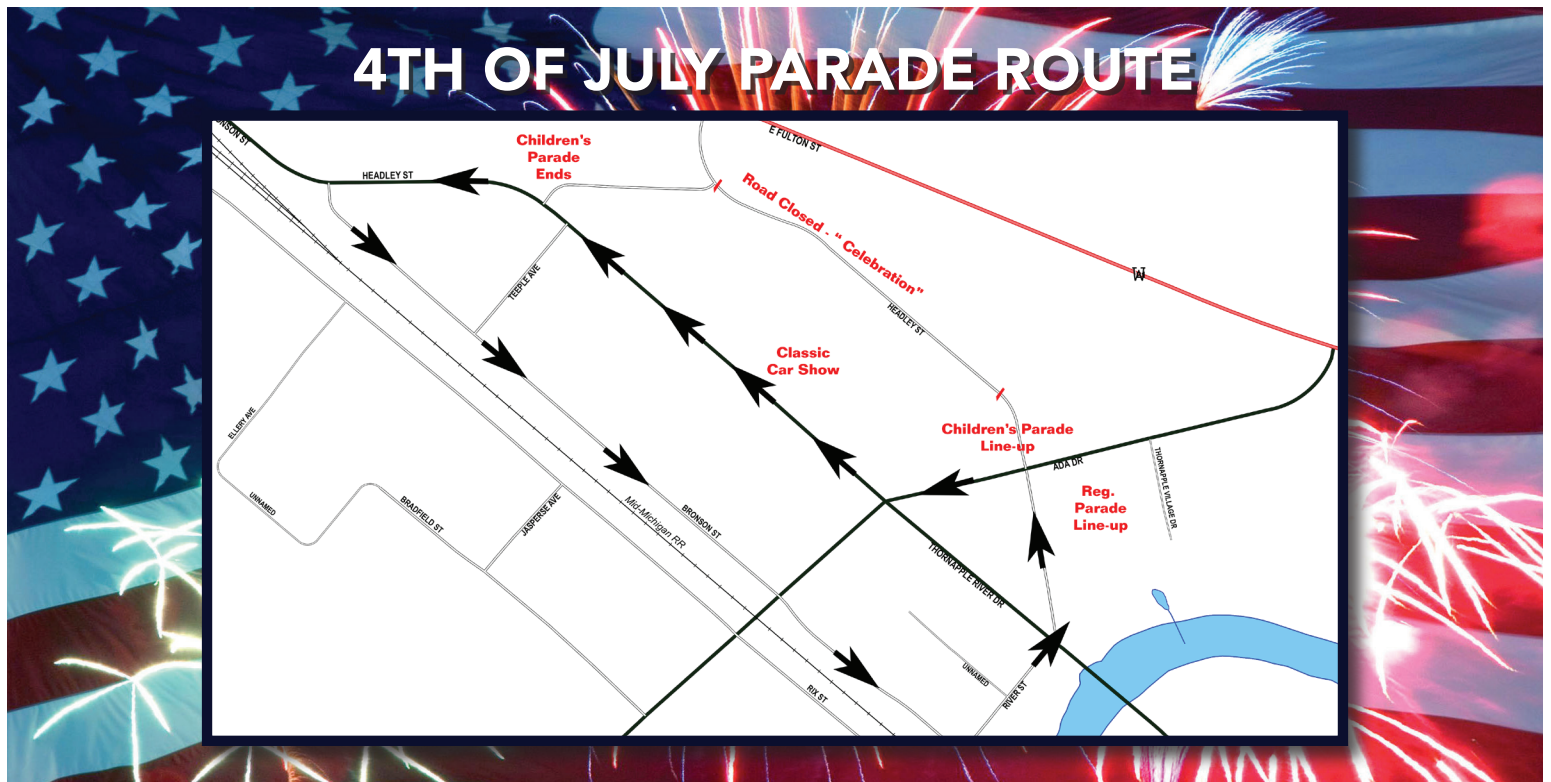 4TH OF JULY PARADE ROUTE
NSON ST
HEADLEY ST
Children's
Parade
Ends
E FULTON ST
Road Closed - " Celebration"
TEEPLE AVE
HEADLEY ST
Classic
Car Show
ELLERY AVE
Children's Parade
Line-up
ADA DR
THORNAPPLE VILLAGE DR
Reg.
Parade
Line-up
UNNAMED
BRADFIELD ST
JASPERSE AVE
Mid-Michigan RR
BRONSON ST
THORNAPPLE RIVER DR
UNNAMED
RIVER ST
RIX ST